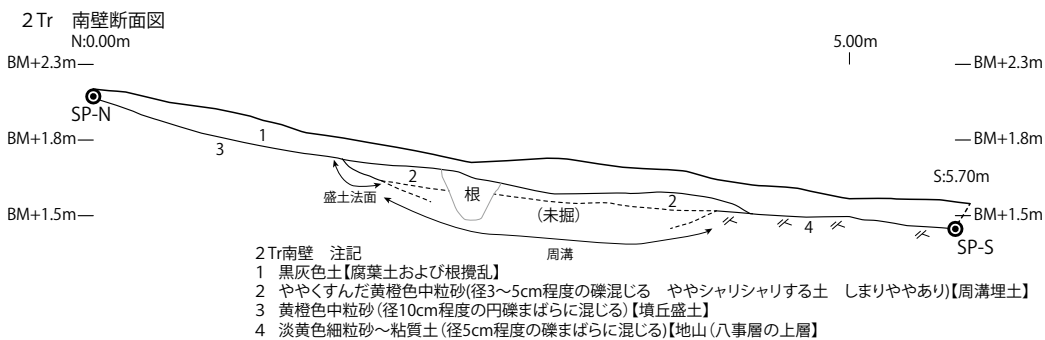 2Tr 南壁断面図
N:0.00m
5.00m
BM+2.3m
BM+2.3m
SP-N
BM+1.8m
1
3
BM+1.8m
2
根
S:5.70m
盛土法面
2
BM+1.5m
(未掘)
BM+1.5m
4
周溝
SP-S
2Tr南壁 注記
1 黒灰色土【腐葉土および根攪乱】
2 ややくすんだ黄橙色中粒砂(径3～5cm程度の礫混じる ややシャリシャリする土 しまりややあり)【周溝埋土】
3 黄橙色中粒砂(径10cm程度の円礫まばらに混じる)【墳丘盛土】
4 淡黄色細粒砂～粘質土(径5cm程度の礫まばらに混じる)【地山(八事層の上層】